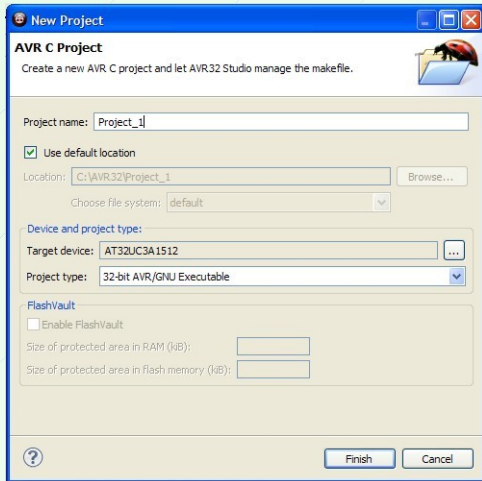 New Project
AVR C Project
Create a new AVR C project and let AVR32 Studio manage the makefile.
Project name: Project_1
Use default location
Location: C:\AVR32\Project_1 Browse...
Choose file system: default
Device and project type:
Target device: AT32UC3A1512 ...
Project type: 32-bit AVR/GNU Executable
FlashVault
Enable FlashVault
Size of protected area in RAM (kiB):
Size of protected area in flash memory (kiB):
? Finish Cancel